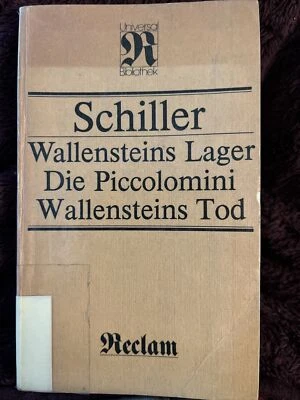 Universal
R
Bibliothek
Schiller
Wallensteins Lager
Die Piccolomini
Wallensteins Tod
Reclam